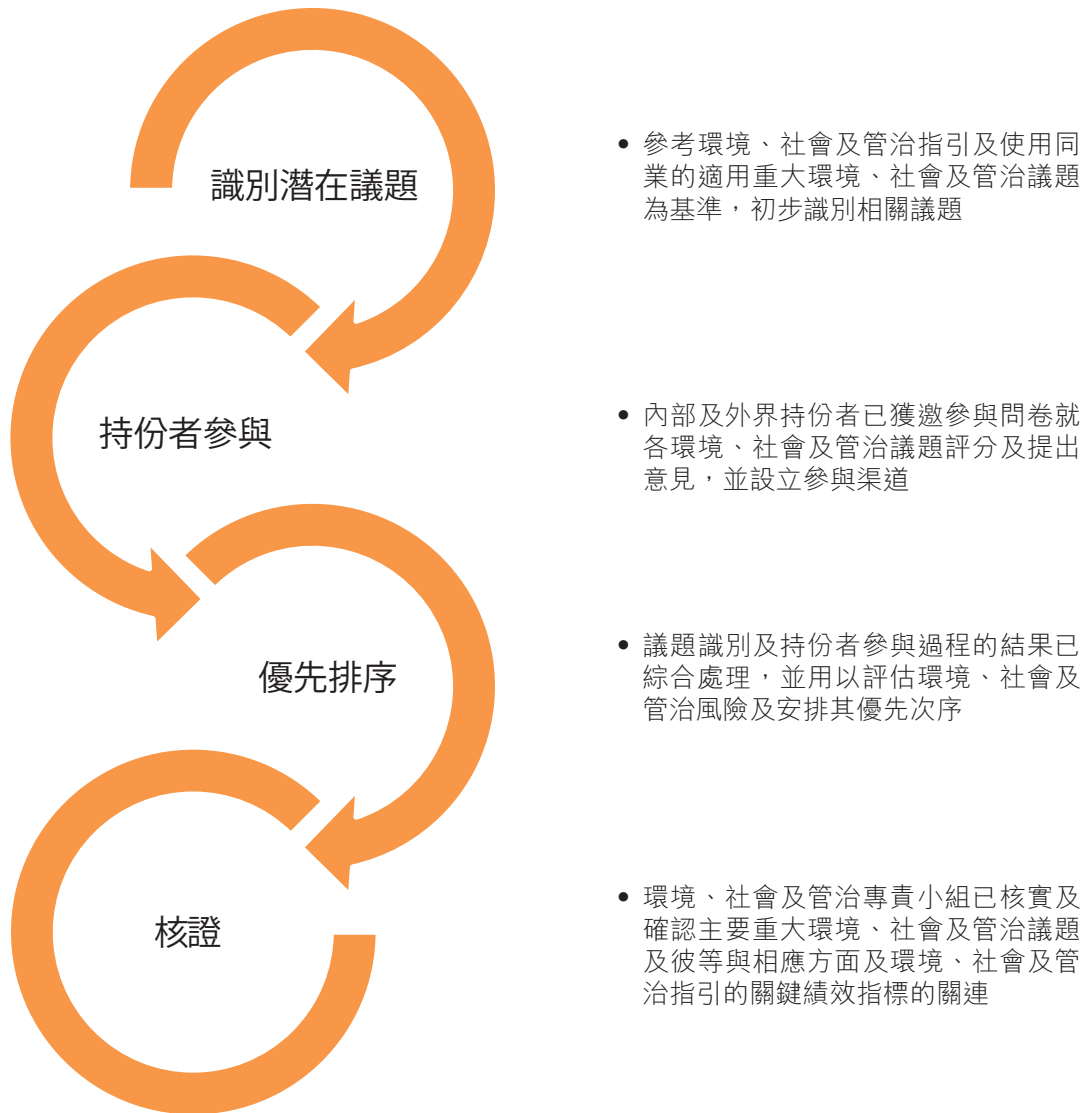 識別潛在議題
• 參考環境、社會及管治指引及使用同
業的適用重大環境、社會及管治議題
為基準，初步識別相關議題
持份者參與
• 內部及外界持份者已獲邀參與問卷就
各環境、社會及管治議題評分及提出
意見，並設立參與渠道
優先排序
• 議題識別及持份者參與過程的結果已
綜合處理，並用以評估環境、社會及
管治風險及安排其優先次序
核證
• 環境、社會及管治專責小組已核實及
確認主要重大環境、社會及管治議題
及彼等與相應方面及環境、社會及管
治指引的關鍵績效指標的關連